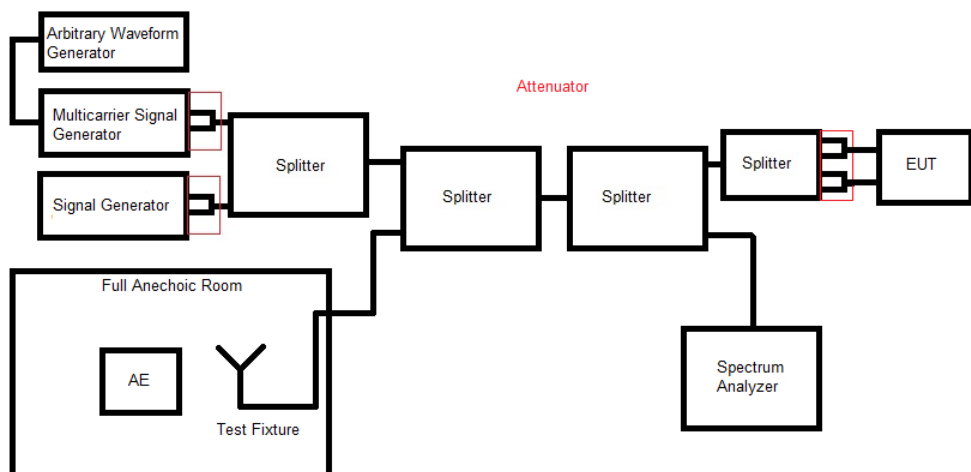 Arbitrary Waveform
Generator
Attenuator
Multicarrier Signal
Generator
Splitter
Splitter
EUT
Signal Generator
Splitter
Splitter
Full Anechoic Room
AE
Spectrum
Analyzer
Test Fixture